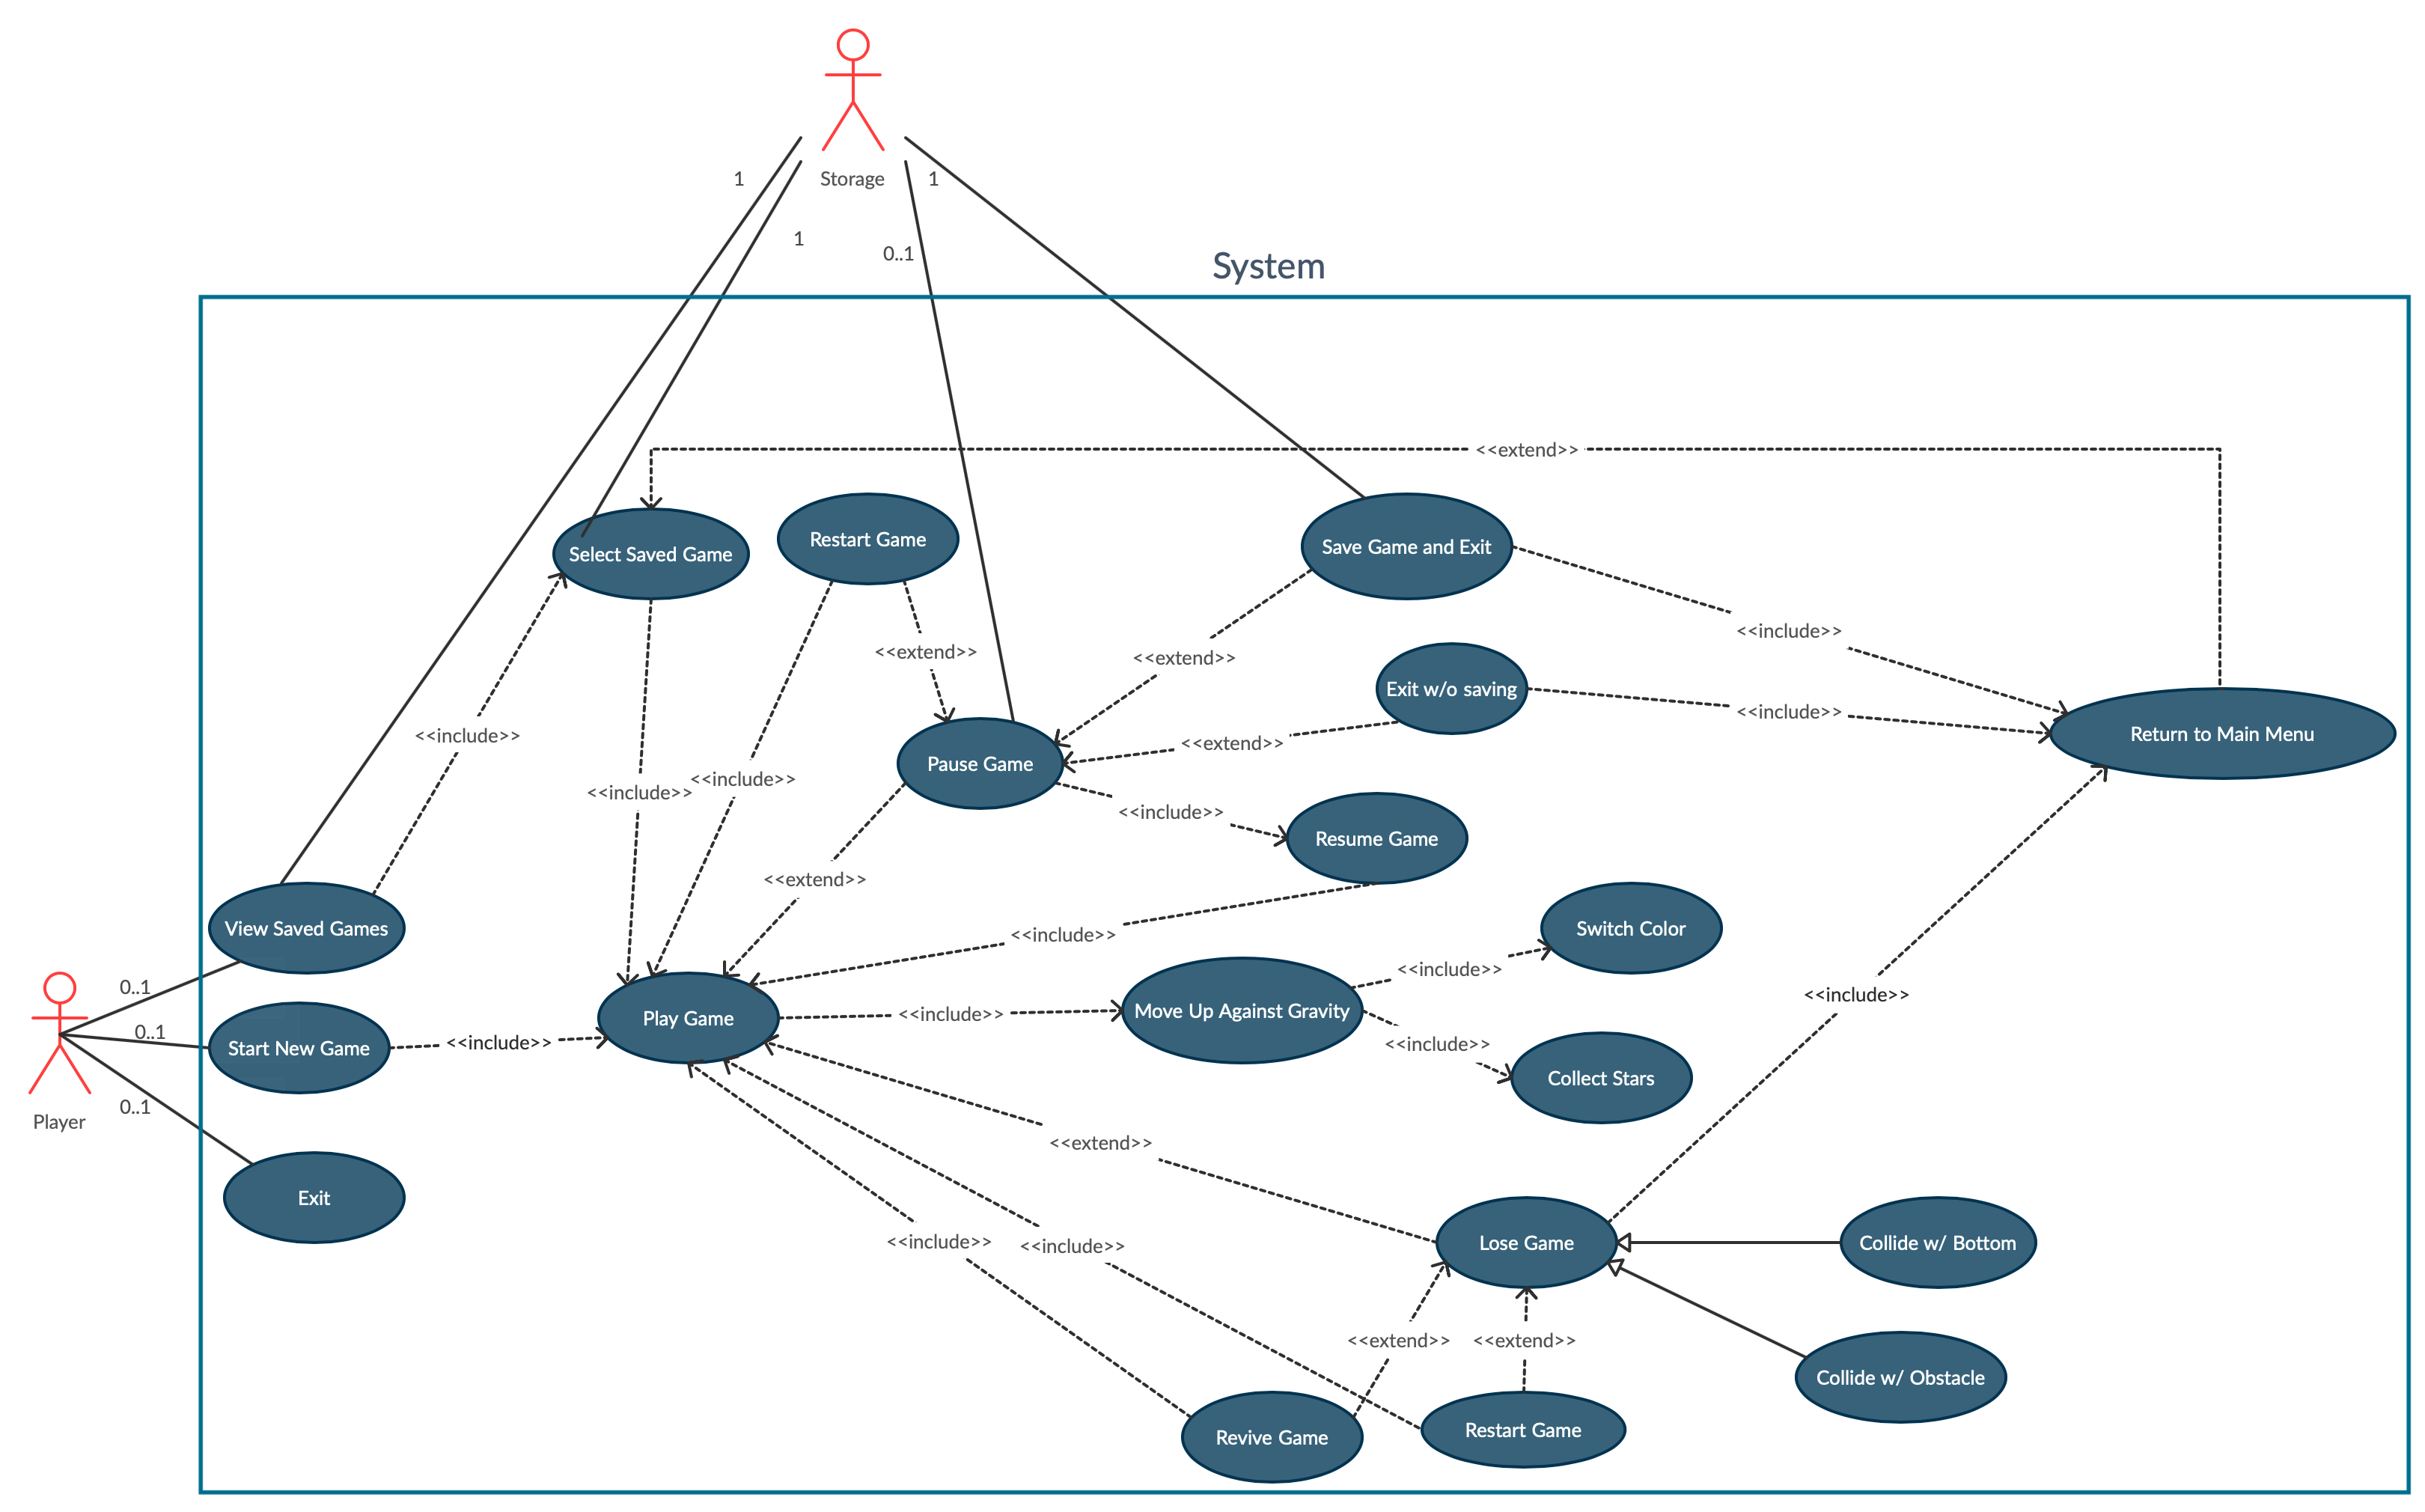 1
Storage
1
1
0..1
System
<<extend>>
Select Saved Game
Restart Game
Save Game and Exit
<<include>>
<<extend>>
<<extend>>
Exit w/o saving
<<include>>
<<include>>
Return to Main Menu
<<extend>>
Pause Game
<<include>>
<<include>>
<<include>>
Resume Game
<<extend>>
View Saved Games
<<include>>
Switch Color
<<include>>
0..1
<<include>>
Move Up Against Gravity
<<include>>
Play Game
0..1
Start New Game
<<include>>
<<include>>
Collect Stars
0..1
Player
<<extend>>
Exit
<<include>>
<<include>>
Lose Game
Collide w/ Bottom
<<extend>>
<<extend>>
Collide w/ Obstacle
Revive Game
Restart Game